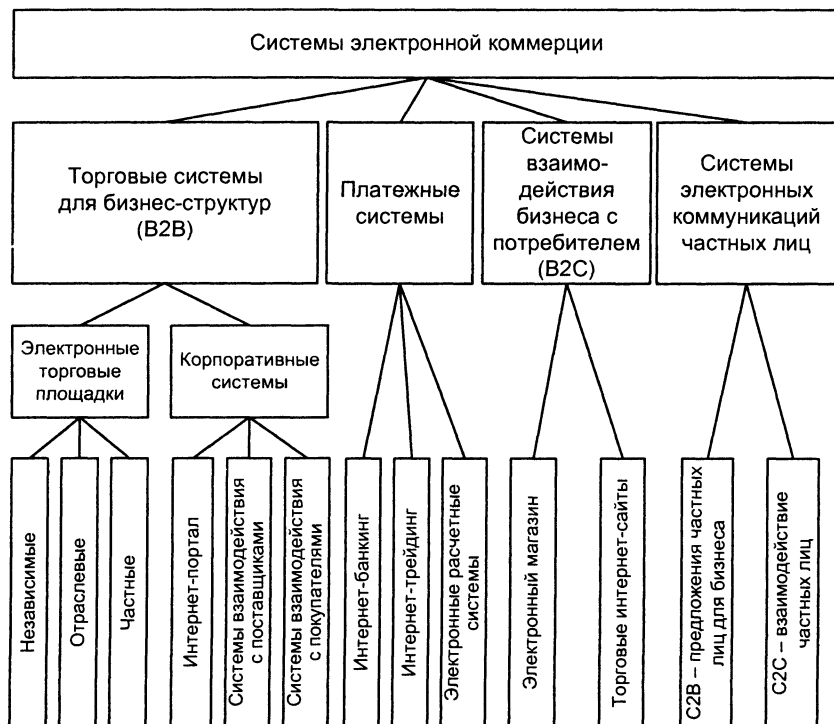 Системы электронной коммерции
Торговые системы
для бизнес-структур
(B2B)
Платежные
системы
Системы
взаимо-
действия
бизнеса с
потребителем
(B2C)
Системы
электронных
коммуникаций
частных лиц
Электронные
торговые
площадки
Корпоративные
системы
Независимые
Отраслевые
Частные
Интернет-портал
Системы взаимодействия
с поставщиками
Системы взаимодействия
с покупателями
Интернет-банкинг
Интернет-трейдинг
Электронные расчетные
системы
Электронный магазин
Торговые интернет-сайты
C2B – предложения частных
лиц для бизнеса
C2C – взаимодействие
частных лиц